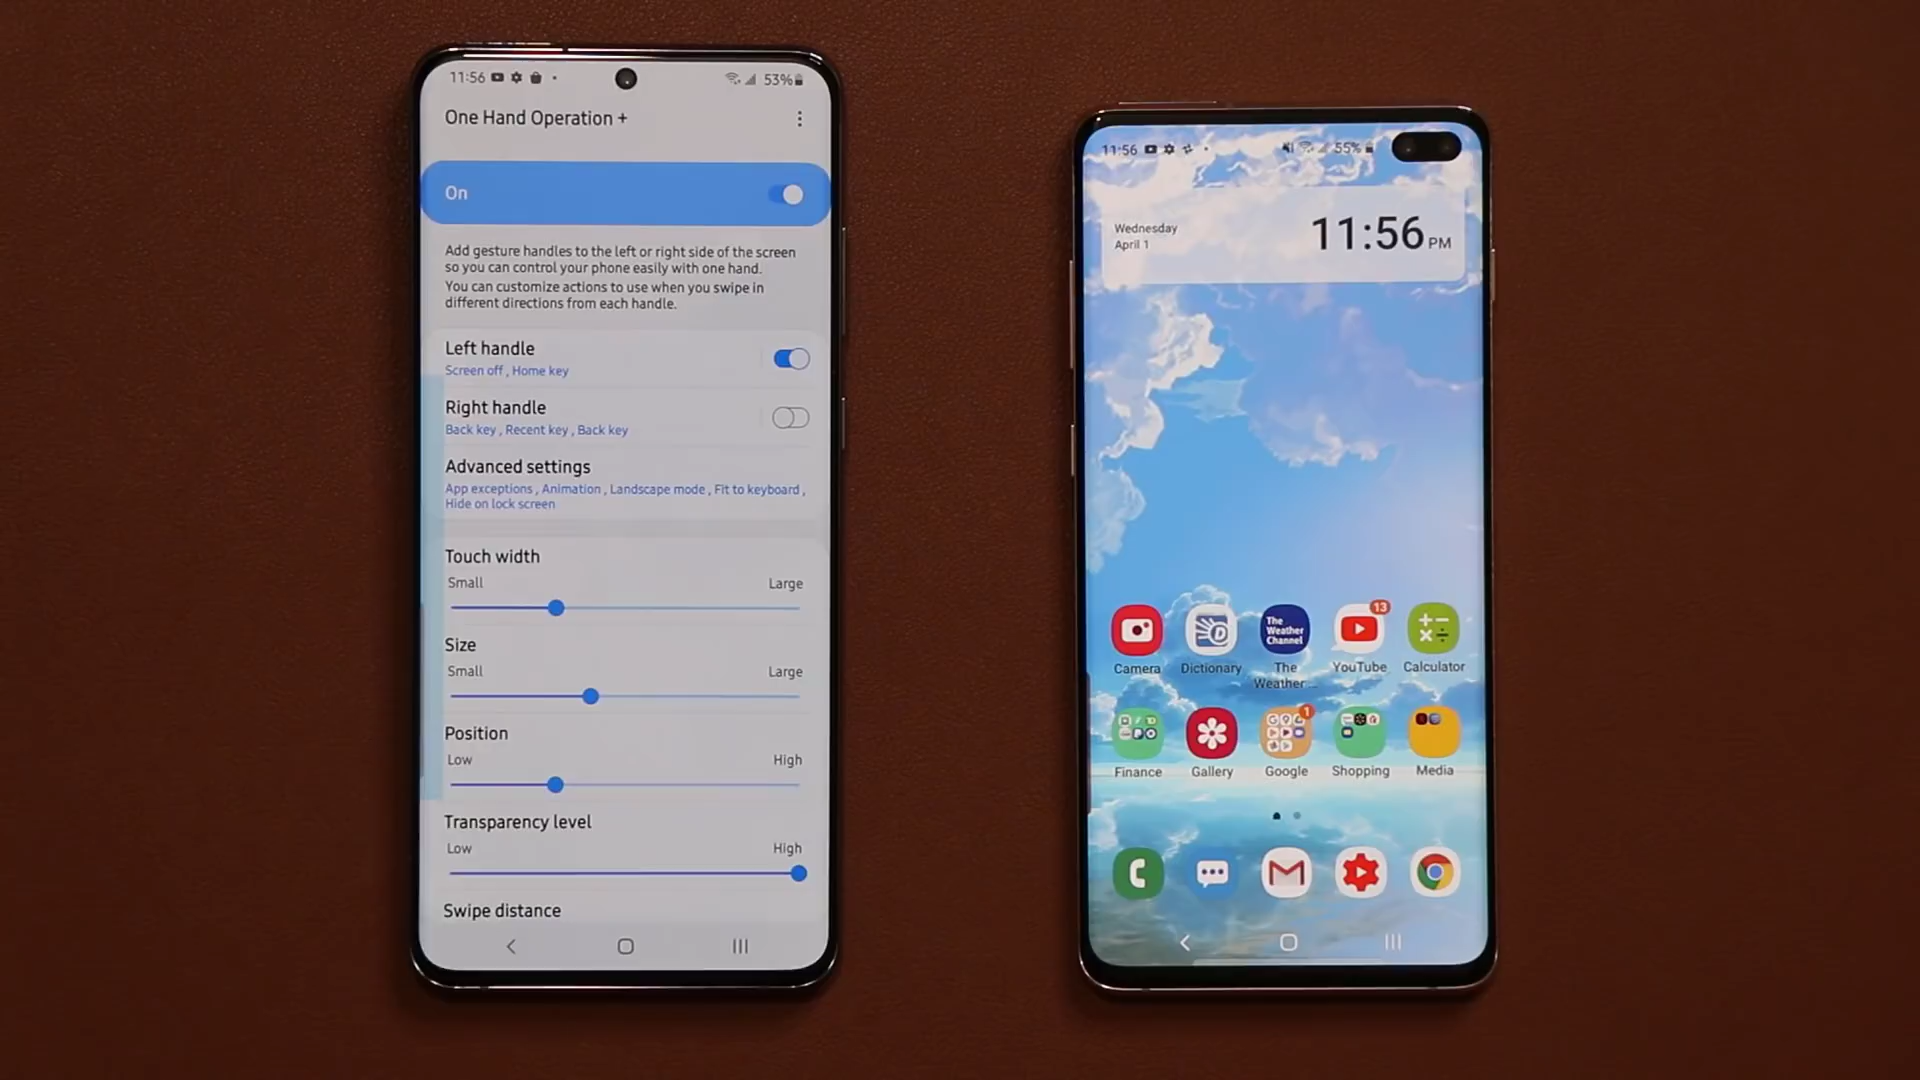 11:56
53%
One Hand Operation +
On
Add gesture handles to the left or right side of the screen
so you can control your phone easily with one hand.
You can customize actions to use when you swipe in
different directions from each handle.
Left handle
Screen off , Home key
Right handle
Back key , Recent key , Back key
Advanced settings
App exceptions , Animation , Landscape mode , Fit to keyboard ,
Hide on lock screen
Touch width
Small Large
Size
Small Large
Position
Low High
Transparency level
Low High
Swipe distance
11:56
55%
Wednesday
April 1
11:56 PM
The
Weather
Channel
13
Camera Dictionary The YouTube Calculator
Weather ...
1
Finance Gallery Google Shopping Media